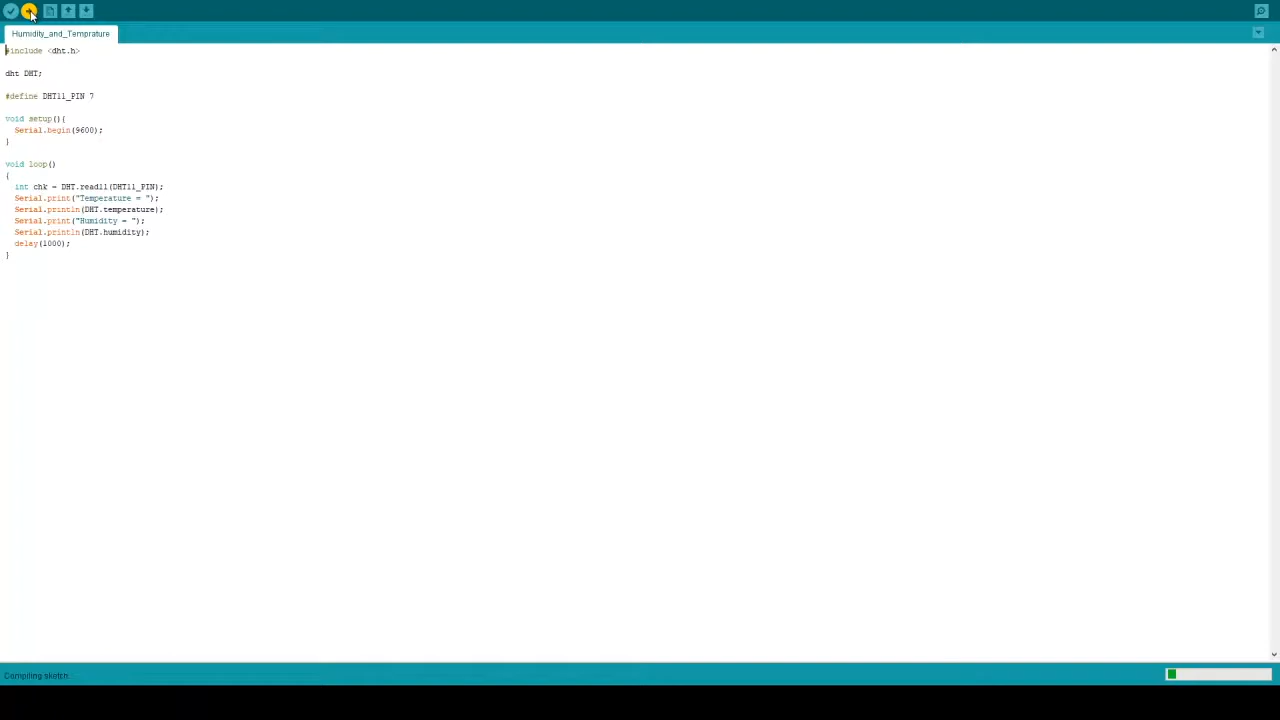 Humidity_and_Temprature
#include <dht.h>
dht DHT;
#define DHT11_PIN 7
void setup(){
Serial.begin(9600);
}
void loop()
{
int chk = DHT.read11(DHT11_PIN);
Serial.print("Temperature = ");
Serial.println(DHT.temperature);
Serial.print("Humidity = ");
Serial.println(DHT.humidity);
delay(1000);
}
Compiling sketch